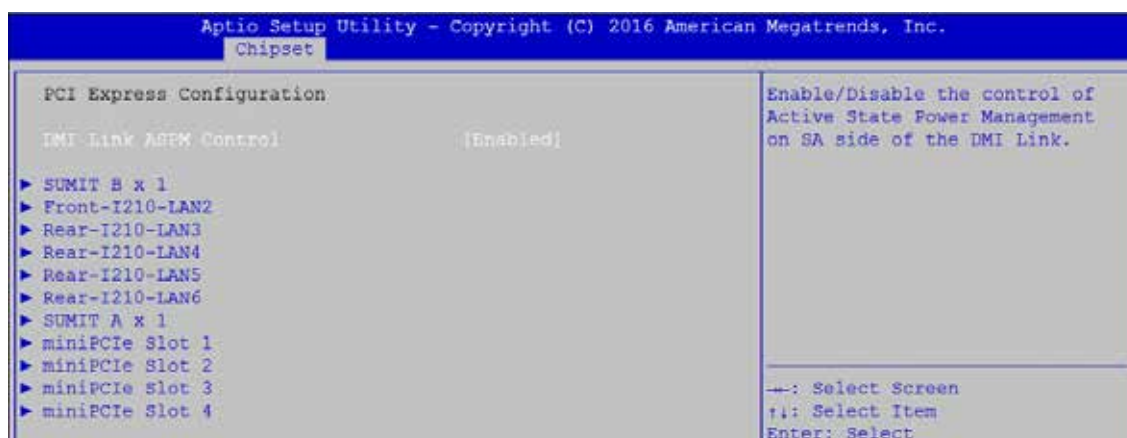 Aptio Setup Utility - Copyright (C) 2016 American Megatrends, Inc.
Chipset
PCI Express Configuration
DMI Link ASPM Control [Enabled]
► SUMIT B x 1
► Front-I210-LAN2
► Rear-I210-LAN3
► Rear-I210-LAN4
► Rear-I210-LAN5
► Rear-I210-LAN6
► SUMIT A x 1
► miniPCIe Slot 1
► miniPCIe Slot 2
► miniPCIe Slot 3
► miniPCIe Slot 4
Enable/Disable the control of
Active State Power Management
on SA side of the DMI Link.
→←: Select Screen
↑↓: Select Item
Enter: Select